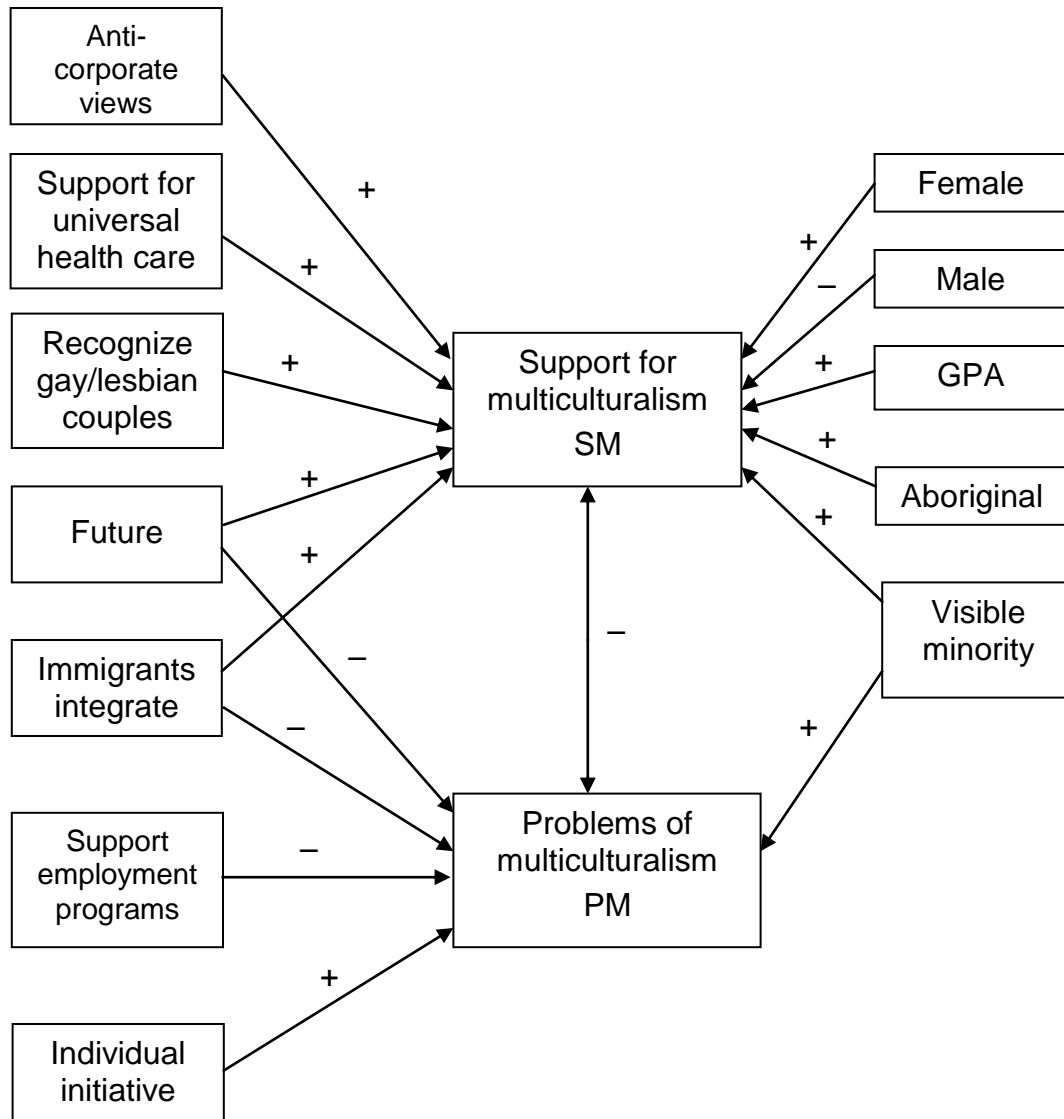 Anti-
corporate
views
+
Support for
universal
health care
+
Recognize
gay/lesbian
couples
+
Future
+
–
Immigrants
integrate
+
–
Support
employment
programs
–
Individual
initiative
+
Support for
multiculturalism
SM
–
Problems of
multiculturalism
PM
Female
+
Male
–
GPA
+
Aboriginal
+
Visible
minority
+
+